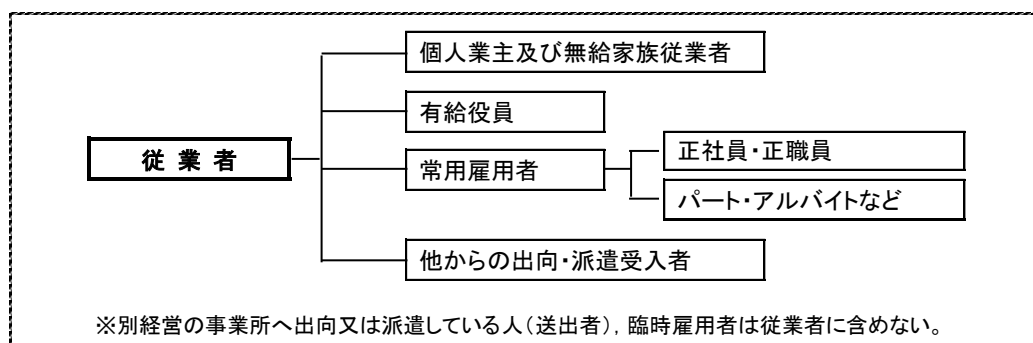 個人業主及び無給家族従業者
有給役員
従 業 者
常用雇用者
正社員・正職員
パート・アルバイトなど
他からの出向・派遣受入者
※別経営の事業所へ出向又は派遣している人(送出者)，臨時雇用者は従業者に含めない。